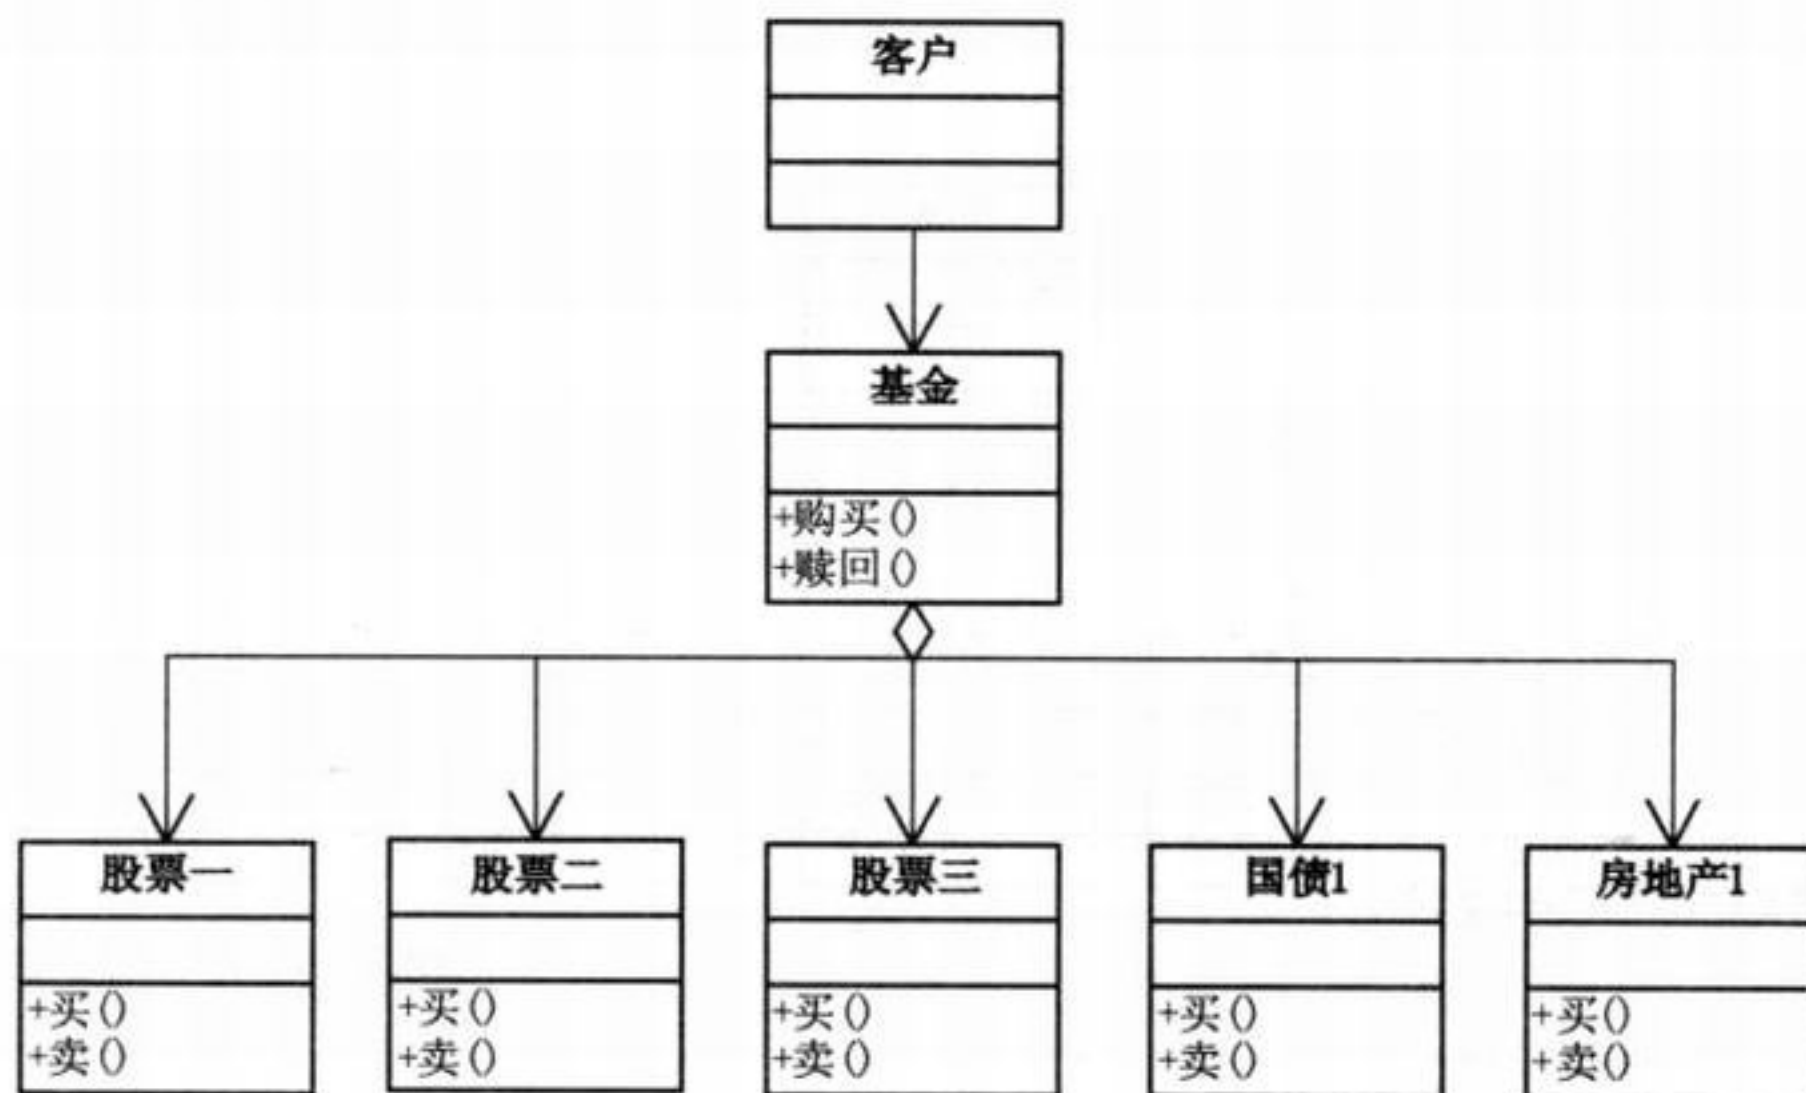 客户
基金
+购买()
+赎回()
股票一
+买()
+卖()
股票二
+买()
+卖()
股票三
+买()
+卖()
国债1
+买()
+卖()
房地产1
+买()
+卖()